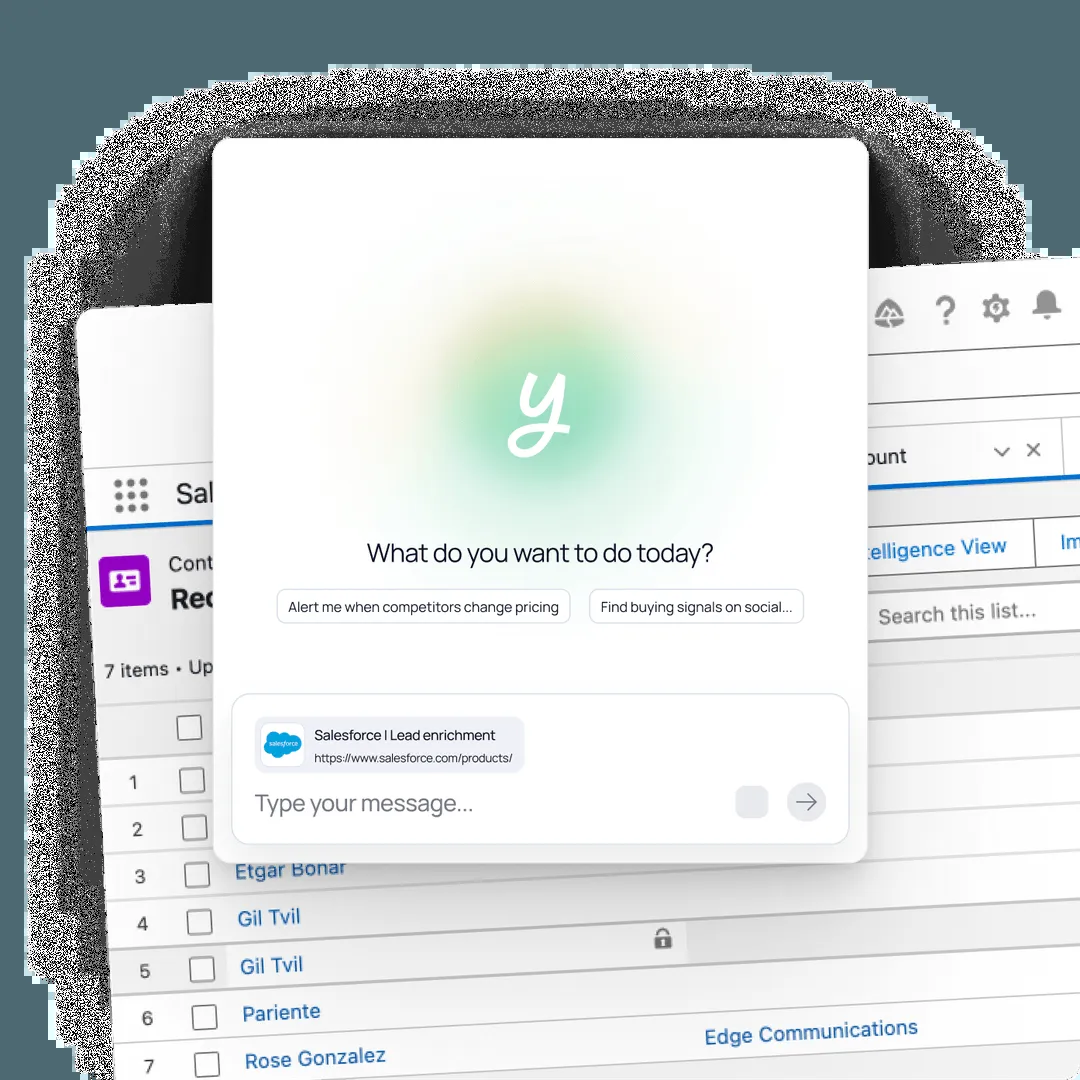 y
What do you want to do today?
Alert me when competitors change pricing
Find buying signals on social...
Salesforce | Lead enrichment
https://www.salesforce.com/products/
salesforce
Type your message...
Sal
ount
Cont
Rec
telligence View
Im
Search this list...
7 items • Up
1
2
3 Etgar Bonar
4 Gil Tvil
5 Gil Tvil
6 Pariente
7 Rose Gonzalez Edge Communications